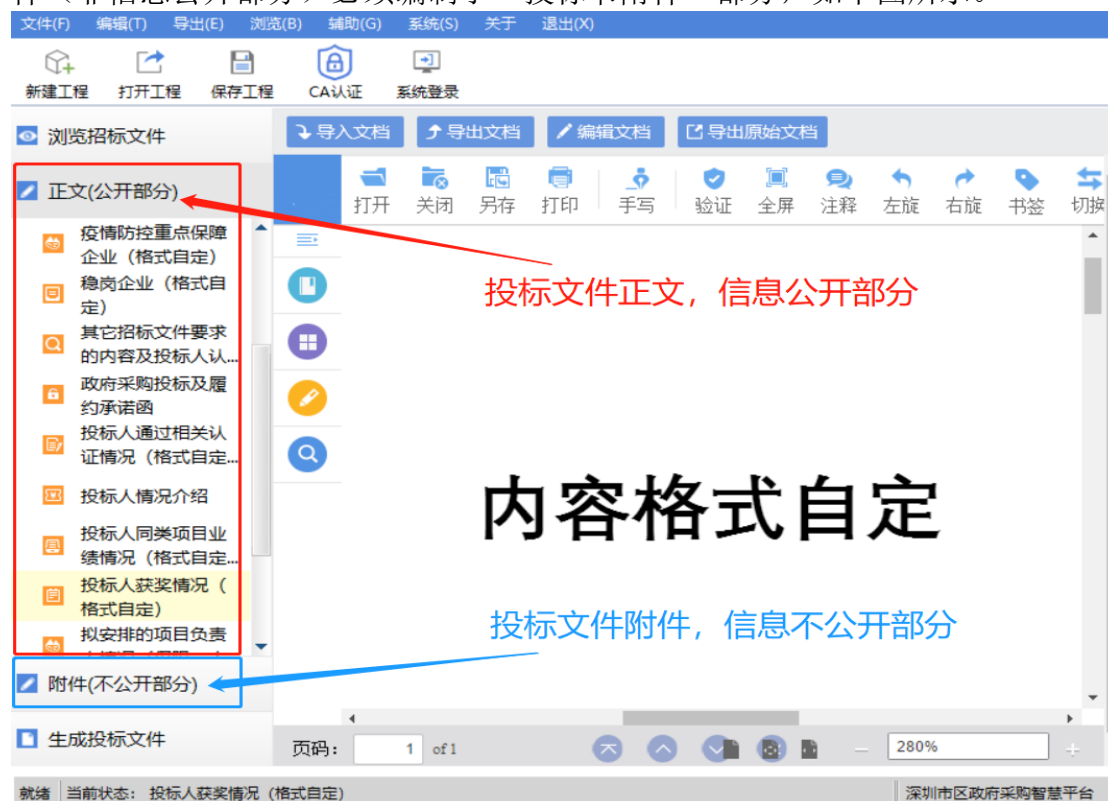 文件(F) 编辑(T) 导出(E) 浏览(B) 辅助(G) 系统(S) 关于 退出(X)
新建工程 打开工程 保存工程 CA认证 系统登录
浏览招标文件
导入文档 导出文档 编辑文档 导出原始文档
正文(公开部分)
打开 关闭 另存 打印 手写 验证 全屏 注释 左旋 右旋 书签 切换
疫情防控重点保障
企业（格式自定）
稳岗企业（格式自
定）
其它招标文件要求
的内容及投标人认...
政府采购投标及履
约承诺函
投标人通过相关认
证情况（格式自定...
投标人情况介绍
投标人同类项目业
绩情况（格式自定...
投标人获奖情况（
格式自定）
拟安排的项目负责
投标文件正文，信息公开部分
内容格式自定
投标文件附件，信息不公开部分
附件(不公开部分)
生成投标文件
页码： 1 of 1 280%
就绪 当前状态： 投标人获奖情况（格式自定） 深圳市区政府采购智慧平台